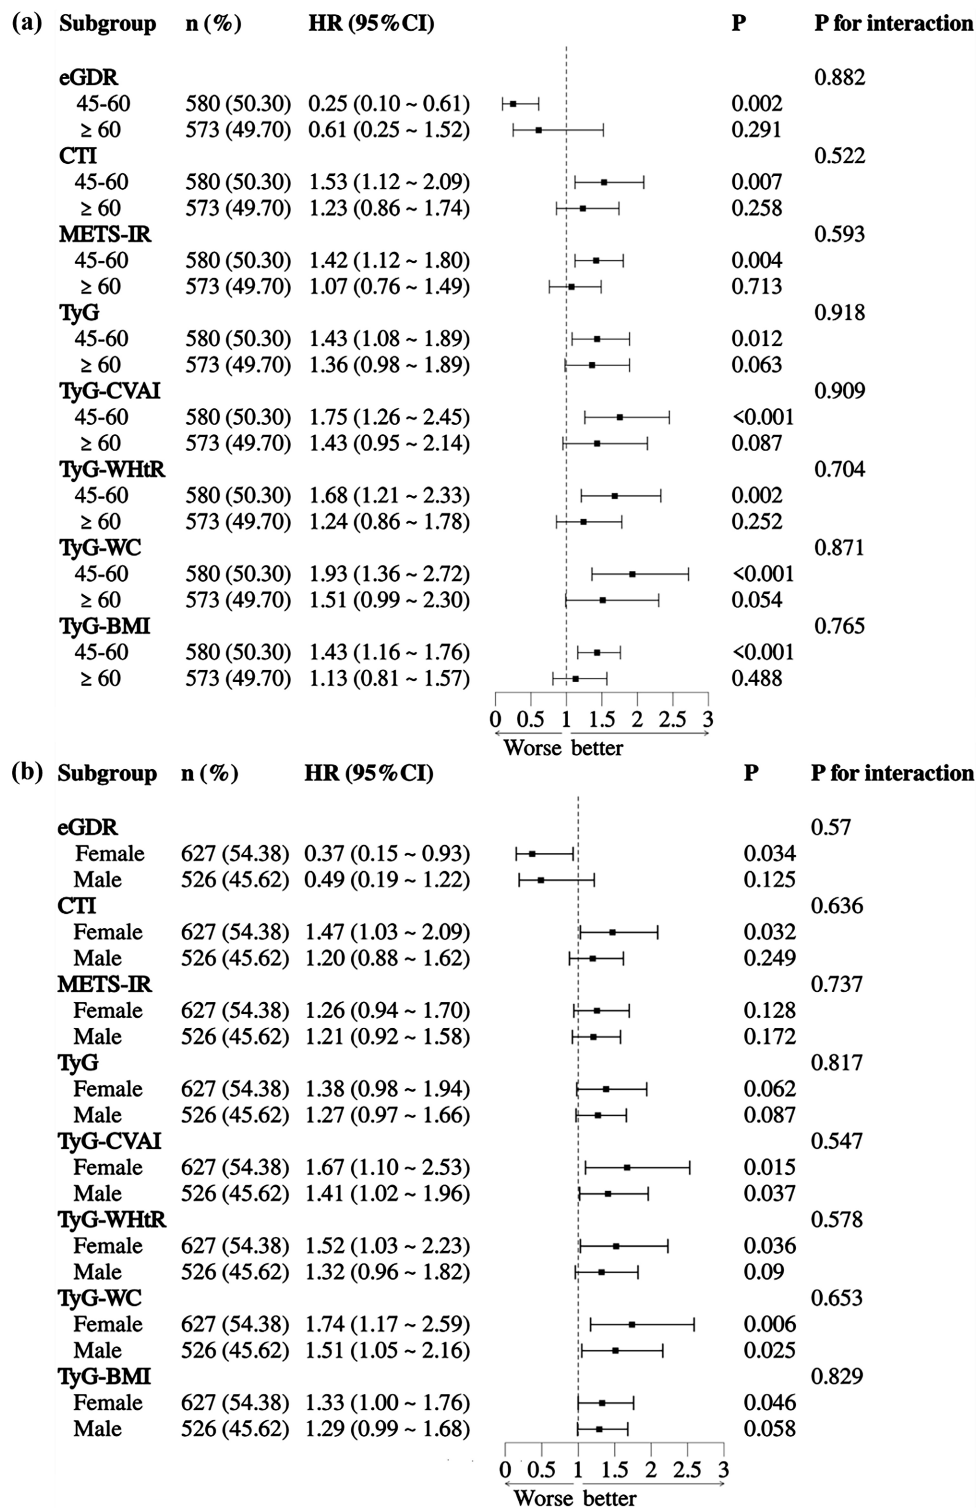 (a) Subgroup n (%) HR (95%CI) P P for interaction
eGDR 0.882
45-60 580 (50.30) 0.25 (0.10 ~ 0.61) 0.002
≥ 60 573 (49.70) 0.61 (0.25 ~ 1.52) 0.291
CTI 0.522
45-60 580 (50.30) 1.53 (1.12 ~ 2.09) 0.007
≥ 60 573 (49.70) 1.23 (0.86 ~ 1.74) 0.258
METS-IR 0.593
45-60 580 (50.30) 1.42 (1.12 ~ 1.80) 0.004
≥ 60 573 (49.70) 1.07 (0.76 ~ 1.49) 0.713
TyG 0.918
45-60 580 (50.30) 1.43 (1.08 ~ 1.89) 0.012
≥ 60 573 (49.70) 1.36 (0.98 ~ 1.89) 0.063
TyG-CVAI 0.909
45-60 580 (50.30) 1.75 (1.26 ~ 2.45) <0.001
≥ 60 573 (49.70) 1.43 (0.95 ~ 2.14) 0.087
TyG-WHtR 0.704
45-60 580 (50.30) 1.68 (1.21 ~ 2.33) 0.002
≥ 60 573 (49.70) 1.24 (0.86 ~ 1.78) 0.252
TyG-WC 0.871
45-60 580 (50.30) 1.93 (1.36 ~ 2.72) <0.001
≥ 60 573 (49.70) 1.51 (0.99 ~ 2.30) 0.054
TyG-BMI 0.765
45-60 580 (50.30) 1.43 (1.16 ~ 1.76) <0.001
≥ 60 573 (49.70) 1.13 (0.81 ~ 1.57) 0.488
0 0.5 1 1.5 2 2.5 3
Worse better
(b) Subgroup n (%) HR (95%CI) P P for interaction
eGDR 0.57
Female 627 (54.38) 0.37 (0.15 ~ 0.93) 0.034
Male 526 (45.62) 0.49 (0.19 ~ 1.22) 0.125
CTI 0.636
Female 627 (54.38) 1.47 (1.03 ~ 2.09) 0.032
Male 526 (45.62) 1.20 (0.88 ~ 1.62) 0.249
METS-IR 0.737
Female 627 (54.38) 1.26 (0.94 ~ 1.70) 0.128
Male 526 (45.62) 1.21 (0.92 ~ 1.58) 0.172
TyG 0.817
Female 627 (54.38) 1.38 (0.98 ~ 1.94) 0.062
Male 526 (45.62) 1.27 (0.97 ~ 1.66) 0.087
TyG-CVAI 0.547
Female 627 (54.38) 1.67 (1.10 ~ 2.53) 0.015
Male 526 (45.62) 1.41 (1.02 ~ 1.96) 0.037
TyG-WHtR 0.578
Female 627 (54.38) 1.52 (1.03 ~ 2.23) 0.036
Male 526 (45.62) 1.32 (0.96 ~ 1.82) 0.09
TyG-WC 0.653
Female 627 (54.38) 1.74 (1.17 ~ 2.59) 0.006
Male 526 (45.62) 1.51 (1.05 ~ 2.16) 0.025
TyG-BMI 0.829
Female 627 (54.38) 1.33 (1.00 ~ 1.76) 0.046
Male 526 (45.62) 1.29 (0.99 ~ 1.68) 0.058
0 0.5 1 1.5 2 2.5 3
Worse better